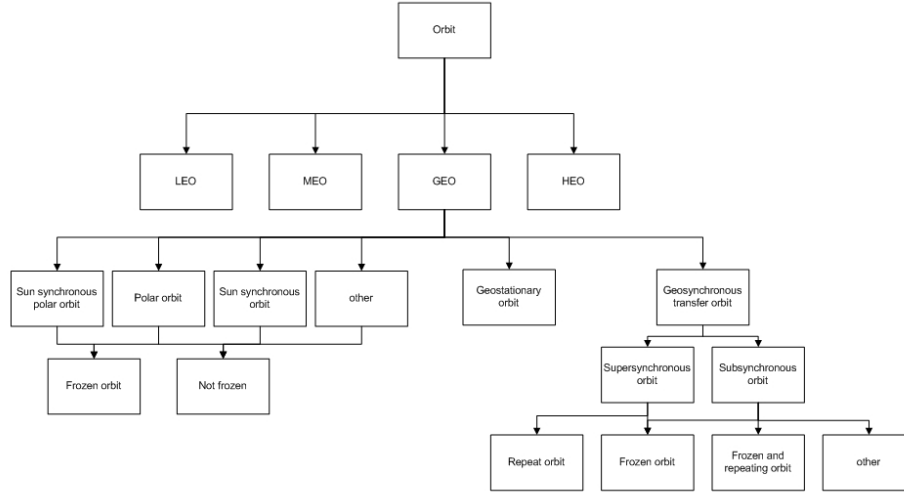 Orbit
LEO
MEO
GEO
HEO
Sun synchronous
polar orbit
Polar orbit
Sun synchronous
orbit
other
Geostationary
orbit
Geosynchronous
transfer orbit
Frozen orbit
Not frozen
Supersynchronous
orbit
Subsynchronous
orbit
Repeat orbit
Frozen orbit
Frozen and
repeating orbit
other